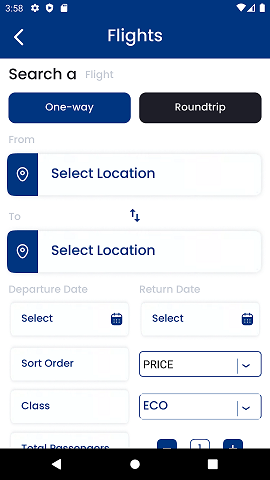 3:58
Flights
Search a Flight
One-way Roundtrip
From
Select Location
To
Select Location
Departure Date Return Date
Select Select
Sort Order PRICE
Class ECO
Total Passengers 1